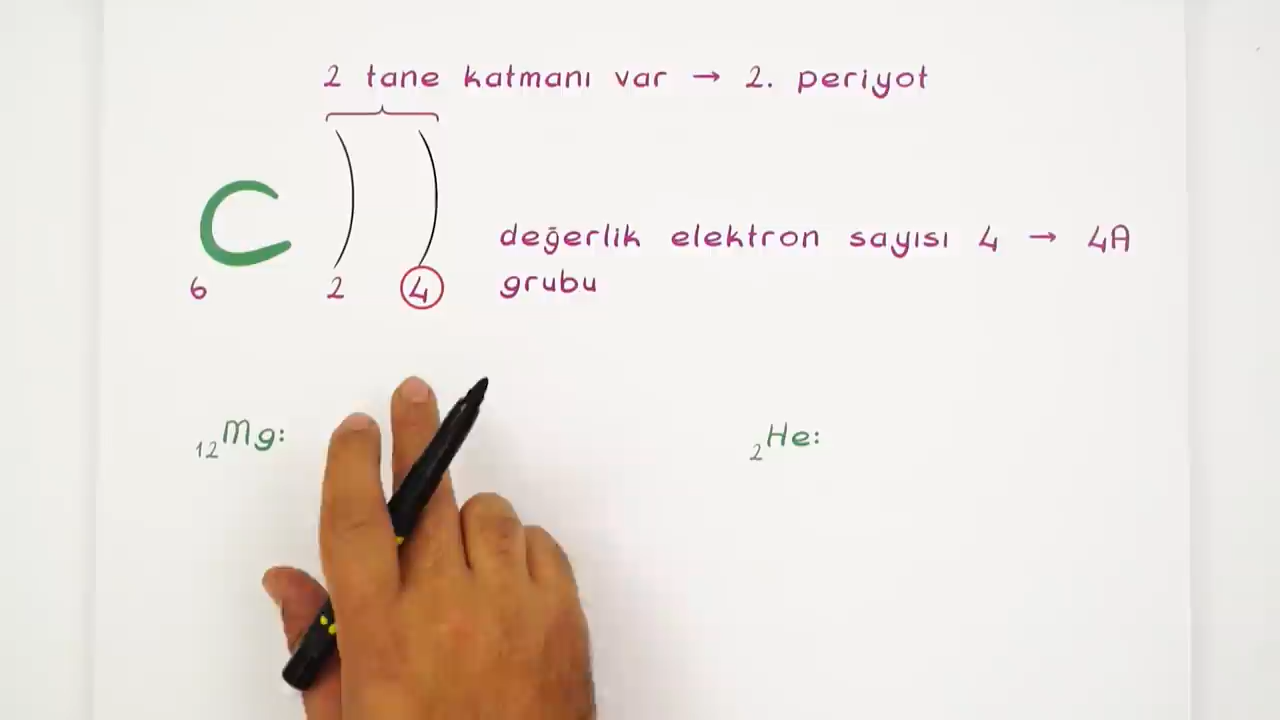 2 tane katmanı var → 2. periyot
C
değerlik elektron sayısı 4 → 4A
6 2 4 grubu
₁₂Mg: ₂He: